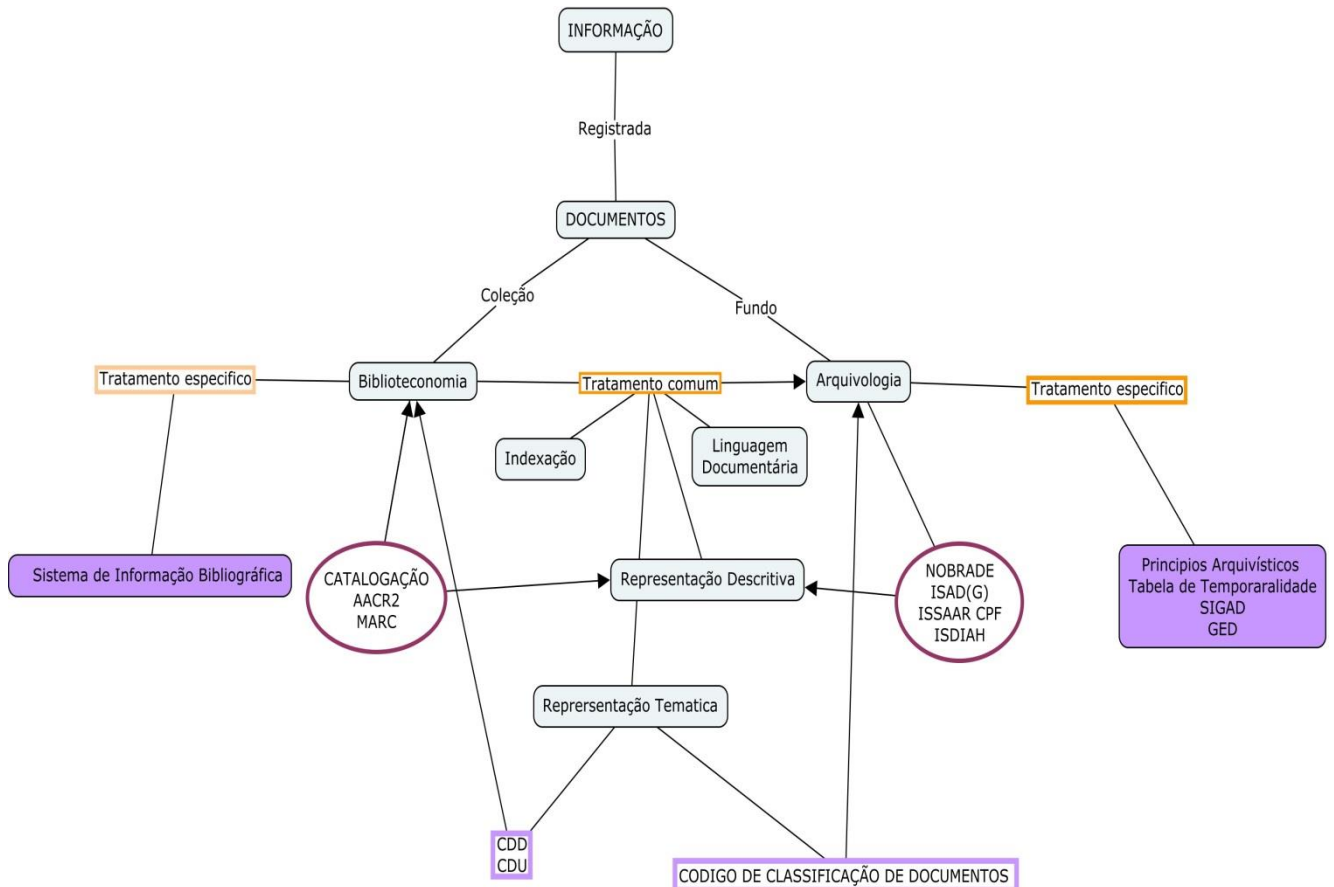 INFORMAÇÃO
Registrada
DOCUMENTOS
Coleção
Fundo
Tratamento especifico
Biblioteconomia
Tratamento comum
Arquivologia
Tratamento especifico
Indexação
Linguagem
Documentária
Sistema de Informação Bibliográfica
CATALOGAÇÃO
AACR2
MARC
Representação Descritiva
NOBRADE
ISAD(G)
ISSAAR CPF
ISDIAH
Principios Arquivísticos
Tabela de Temporaralidade
SIGAD
GED
Reprersentação Tematica
CDD
CDU
CODIGO DE CLASSIFICAÇÃO DE DOCUMENTOS